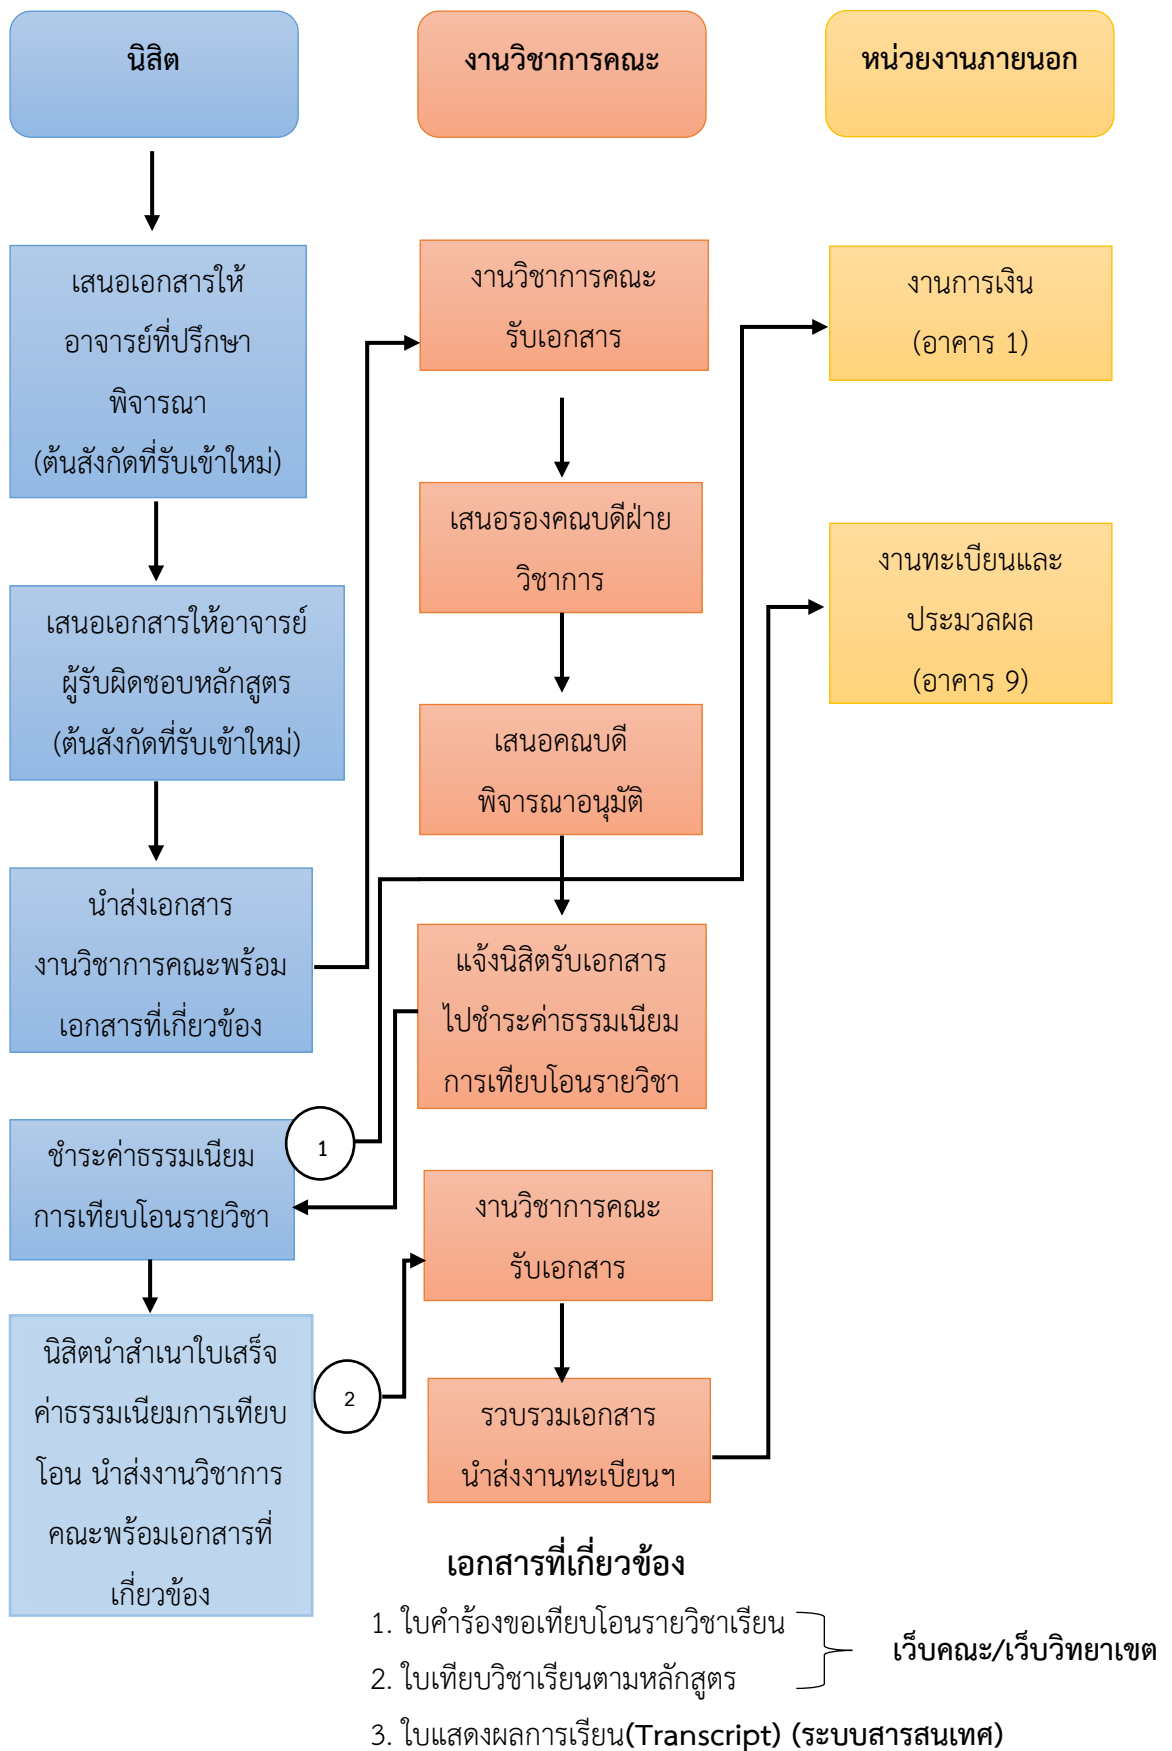 นิสิต
งานวิชาการคณะ
หน่วยงานภายนอก
เสนอเอกสารให้
อาจารย์ที่ปรึกษา
พิจารณา
(ต้นสังกัดที่รับเข้าใหม่)
เสนอเอกสารให้อาจารย์
ผู้รับผิดชอบหลักสูตร
(ต้นสังกัดที่รับเข้าใหม่)
นำส่งเอกสาร
งานวิชาการคณะพร้อม
เอกสารที่เกี่ยวข้อง
ชำระค่าธรรมเนียม
การเทียบโอนรายวิชา
1
นิสิตนำสำเนาใบเสร็จ
ค่าธรรมเนียมการเทียบ
โอน นำส่งงานวิชาการ
คณะพร้อมเอกสารที่
เกี่ยวข้อง
2
งานวิชาการคณะ
รับเอกสาร
เสนอรองคณบดีฝ่าย
วิชาการ
เสนอคณบดี
พิจารณาอนุมัติ
แจ้งนิสิตรับเอกสาร
ไปชำระค่าธรรมเนียม
การเทียบโอนรายวิชา
งานวิชาการคณะ
รับเอกสาร
รวบรวมเอกสาร
นำส่งงานทะเบียนฯ
งานการเงิน
(อาคาร 1)
งานทะเบียนและ
ประมวลผล
(อาคาร 9)
เอกสารที่เกี่ยวข้อง
1. ใบคำร้องขอเทียบโอนรายวิชาเรียน
2. ใบเทียบวิชาเรียนตามหลักสูตร
เว็บคณะ/เว็บวิทยาเขต
3. ใบแสดงผลการเรียน(Transcript) (ระบบสารสนเทศ)